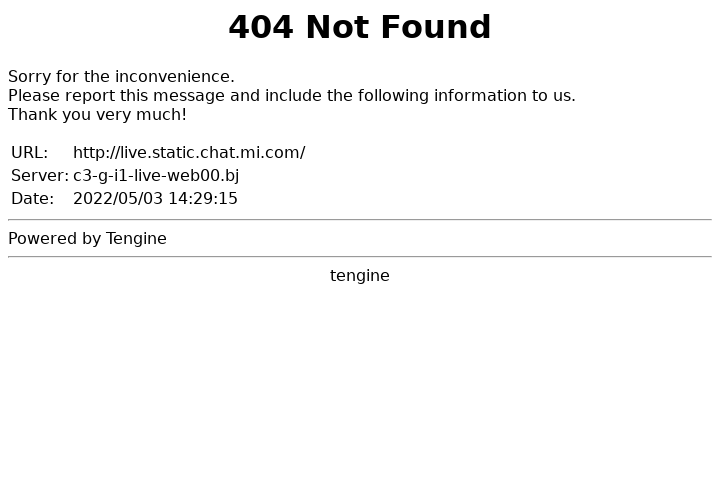 404 Not Found
Sorry for the inconvenience.
Please report this message and include the following information to us.
Thank you very much!
URL: http://live.static.chat.mi.com/
Server: c3-g-i1-live-web00.bj
Date: 2022/05/03 14:29:15
Powered by Tengine
tengine